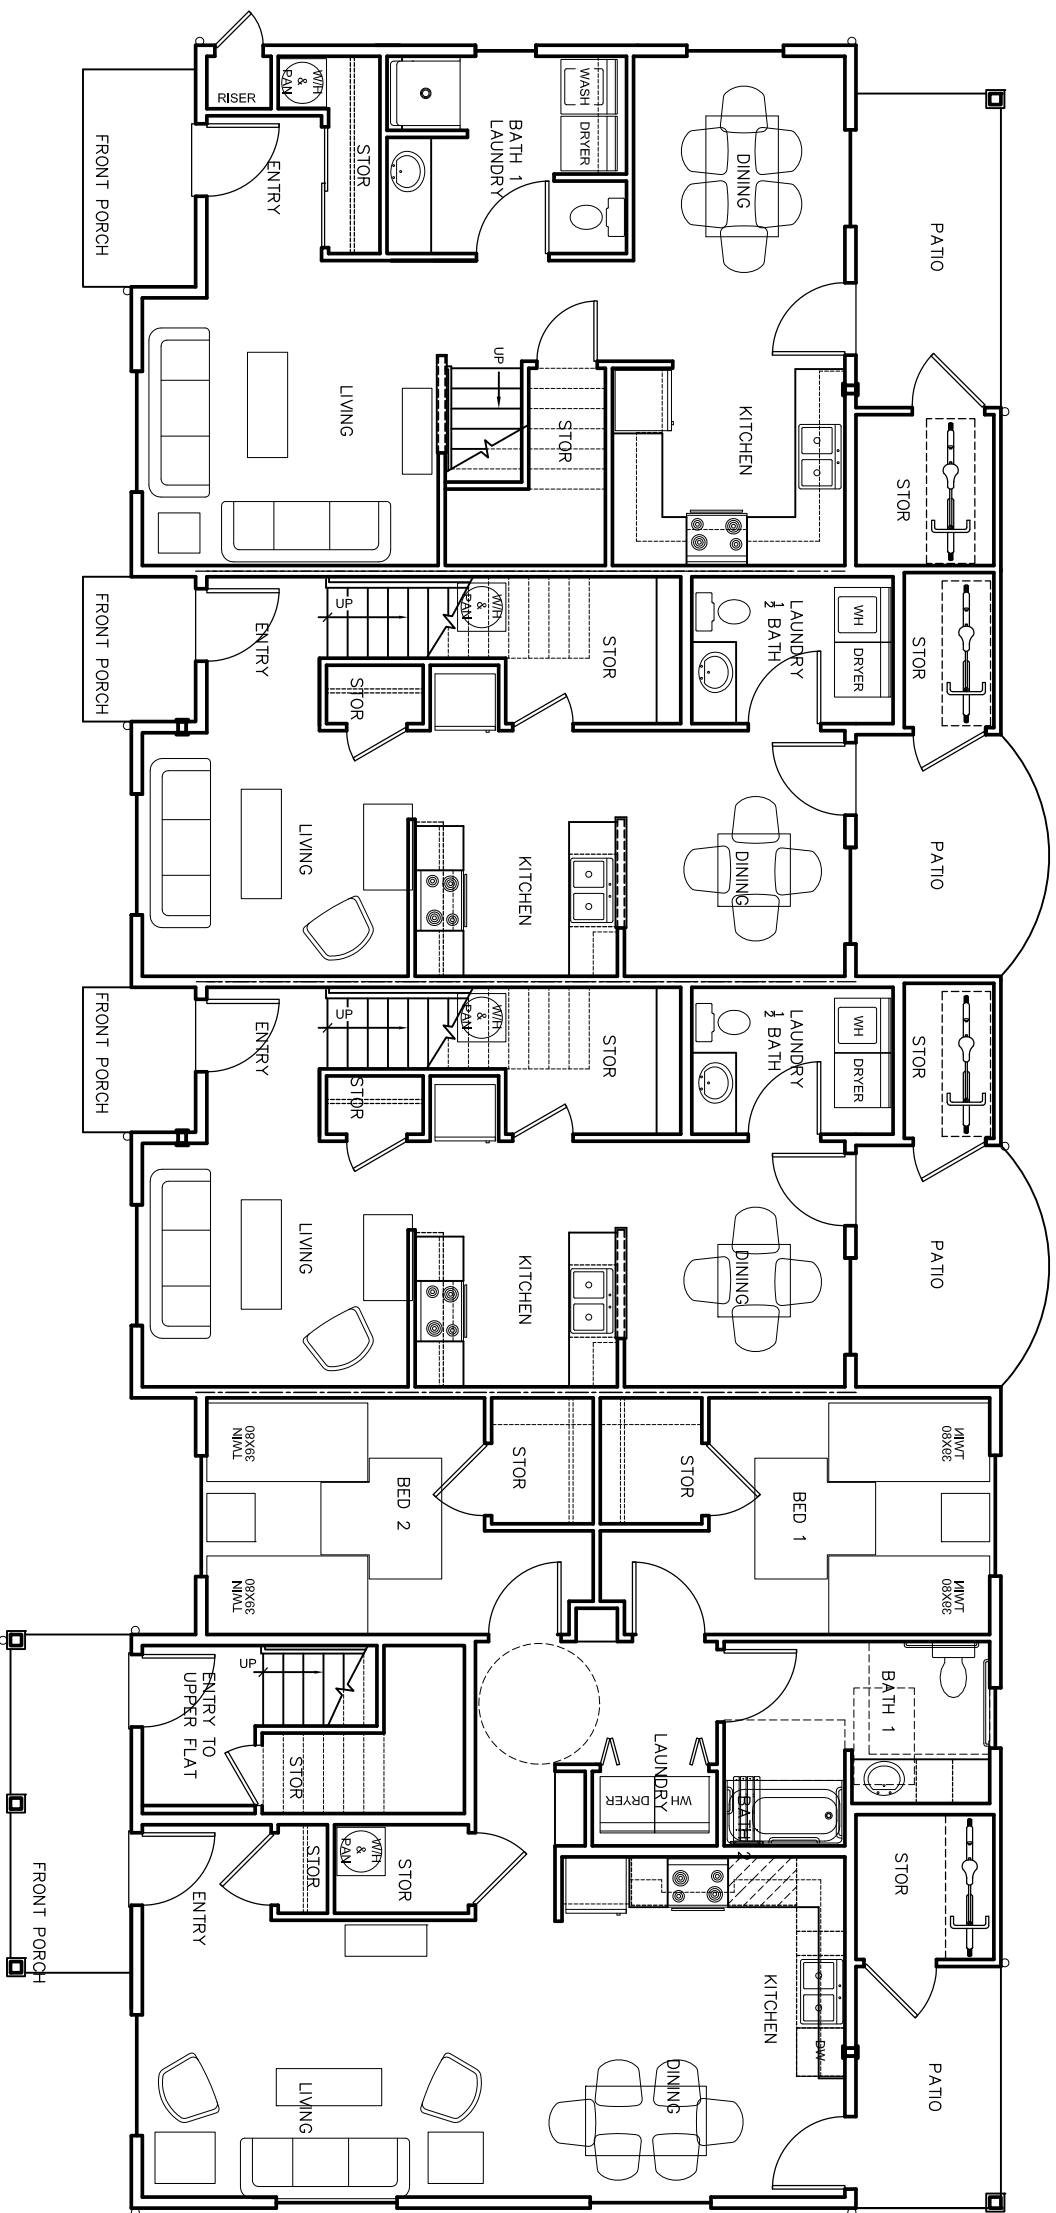 RISER
W/H
&
PAN
STOR
ENTRY
FRONT PORCH
BATH 1
LAUNDRY
WASH
DRYER
DINING
PATIO
UP
LIVING
STOR
KITCHEN
STOR
FRONT PORCH
ENTRY
UP
W/H
&
PAN
STOR
STOR
LAUNDRY
1/2 BATH
WH
DRYER
STOR
LIVING
KITCHEN
DINING
PATIO
FRONT PORCH
ENTRY
UP
W/H
&
PAN
STOR
STOR
LAUNDRY
1/2 BATH
WH
DRYER
STOR
LIVING
KITCHEN
DINING
PATIO
TWIN
39X80
BED 2
TWIN
39X80
STOR
STOR
BED 1
TWIN
39X80
TWIN
39X80
UP
ENTRY TO
UPPER FLAT
STOR
LAUNDRY
WH DRYER
BATH 1
BATH 2
STOR
FRONT PORCH
ENTRY
STOR
W/H
&
PAN
STOR
KITCHEN
DW
DINING
LIVING
PATIO